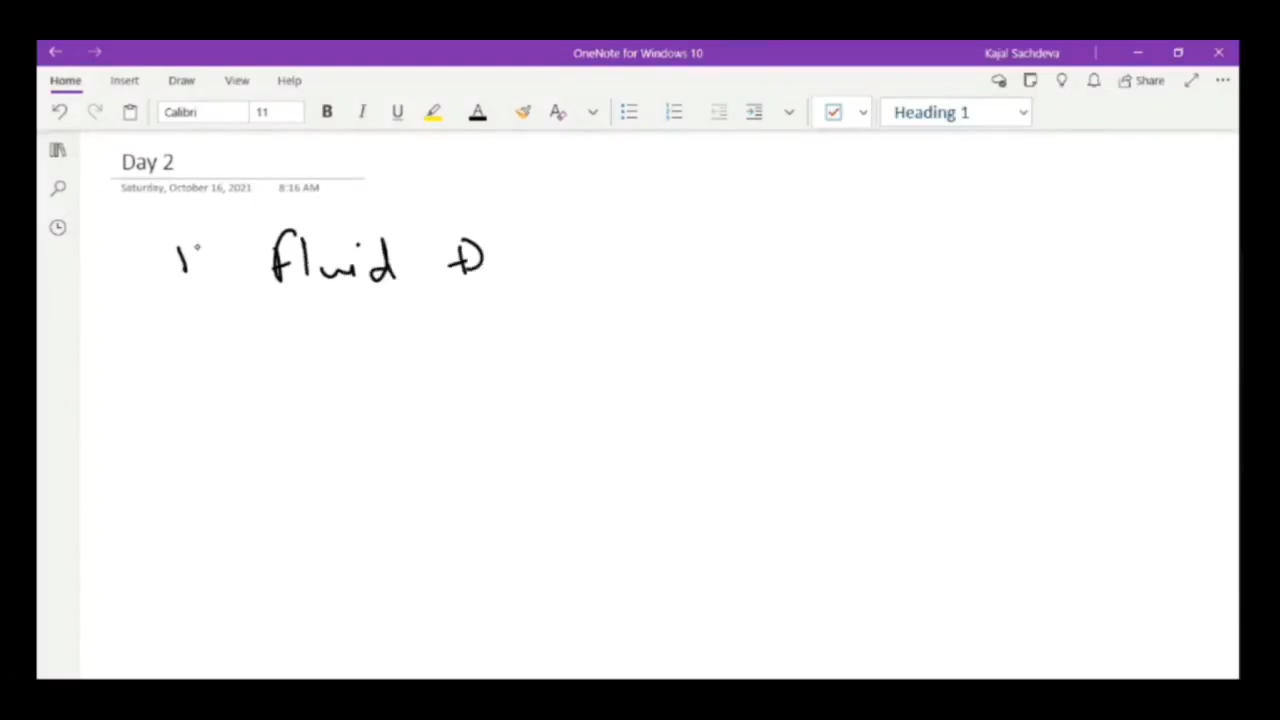 OneNote for Windows 10 Kajal Sachdeva
Home Insert Draw View Help Share
Calibri 11 B I U A A Heading 1
Day 2
Saturday, October 16, 2021 8:16 AM
Fluid D